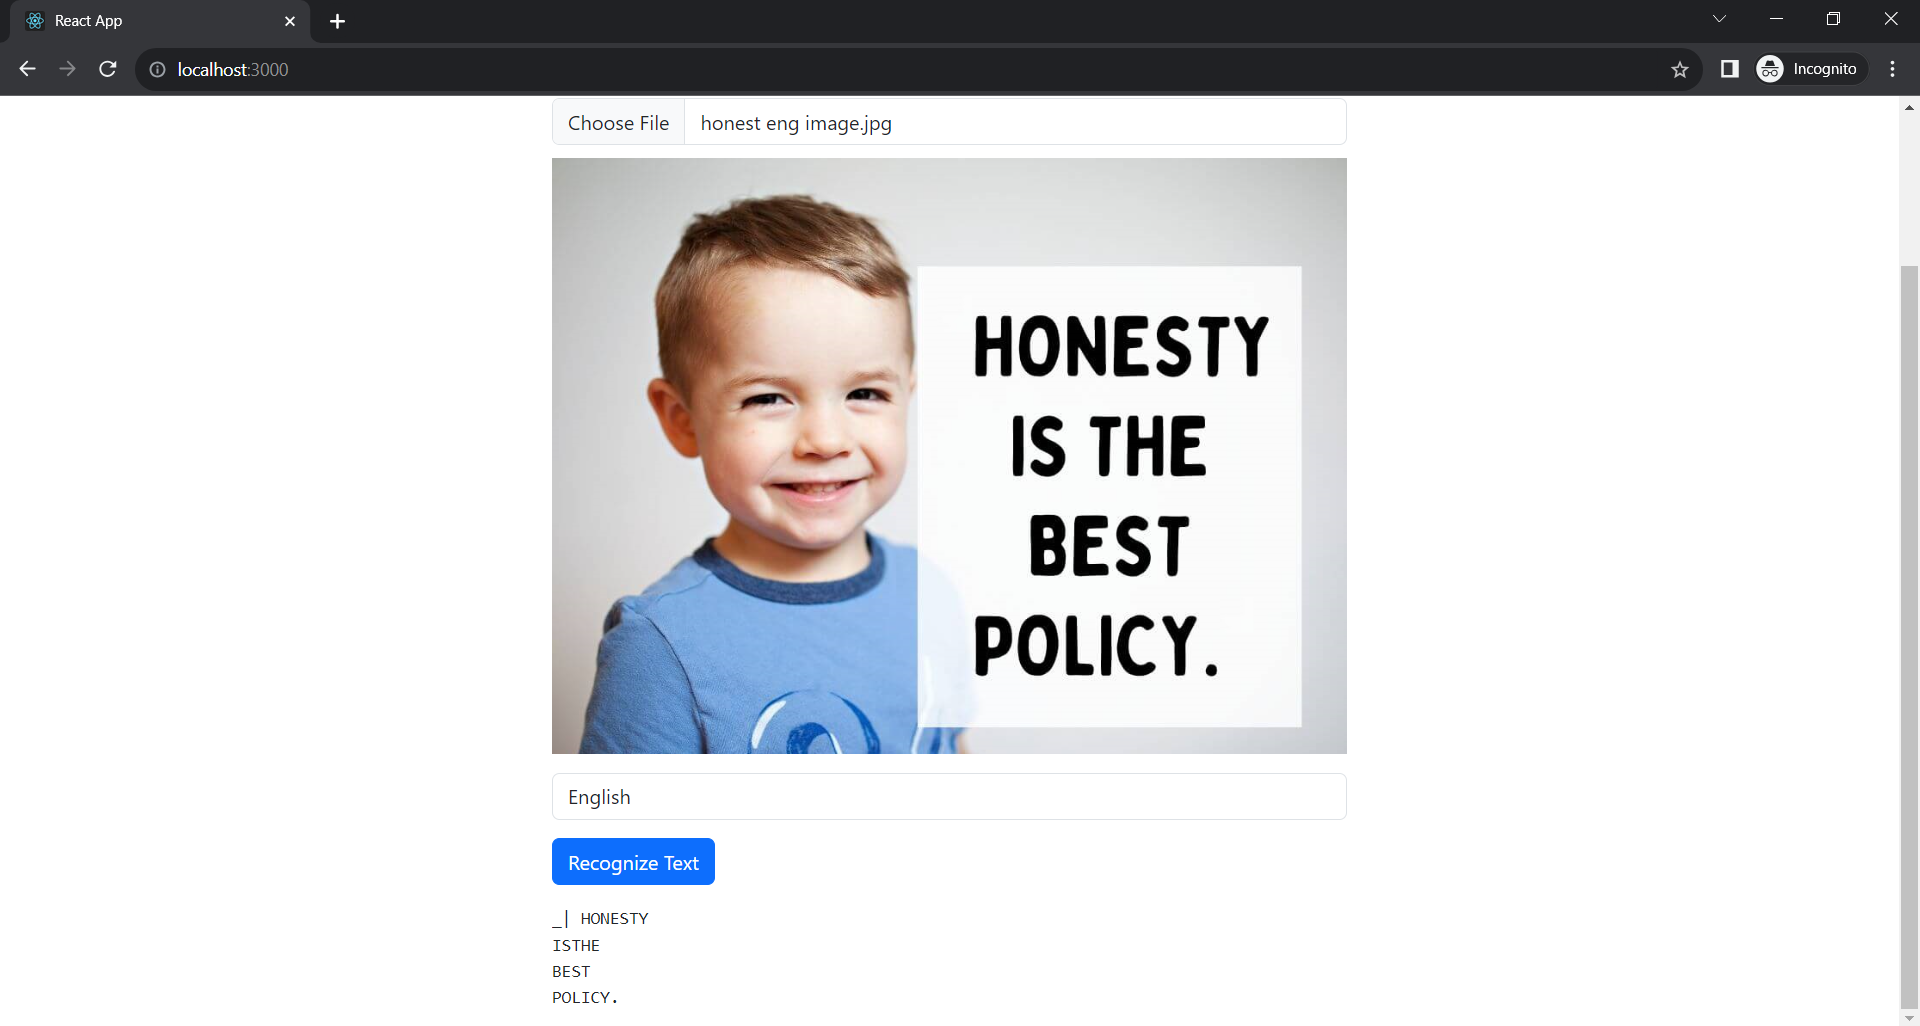 React App
localhost:3000
Incognito
Choose File honest eng image.jpg
HONESTY
IS THE
BEST
POLICY.
English
Recognize Text
_| HONESTY
ISTHE
BEST
POLICY.